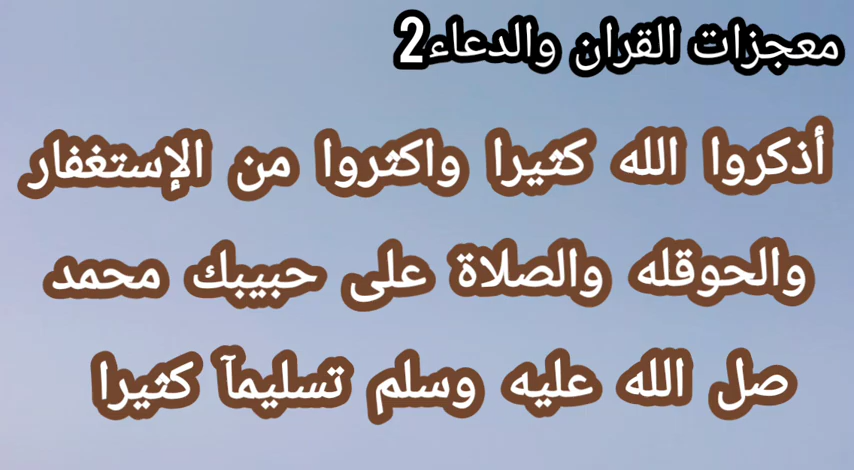 معجزات القران والدعاء2
أذكروا الله كثيرا واكثروا من الإستغفار
والحوقله والصلاة على حبيبك محمد
صل الله عليه وسلم تسليمآ كثيرا